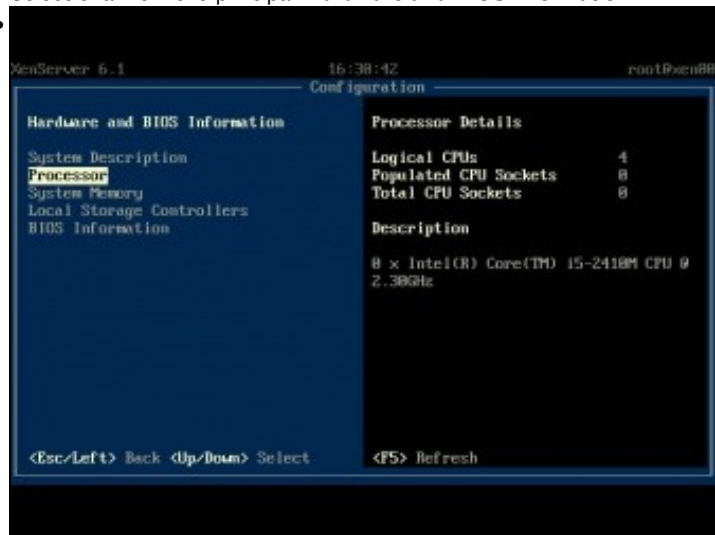 XenServer 6.1 16:30:42 root@xen00
Configuration
Hardware and BIOS Information
System Description
Processor
System Memory
Local Storage Controllers
BIOS Information
<Esc/Left> Back <Up/Down> Select
Processor Details
Logical CPUs 4
Populated CPU Sockets 0
Total CPU Sockets 0
Description
0 x Intel(R) Core(TM) i5-2410M CPU @
2.30GHz
<F5> Refresh